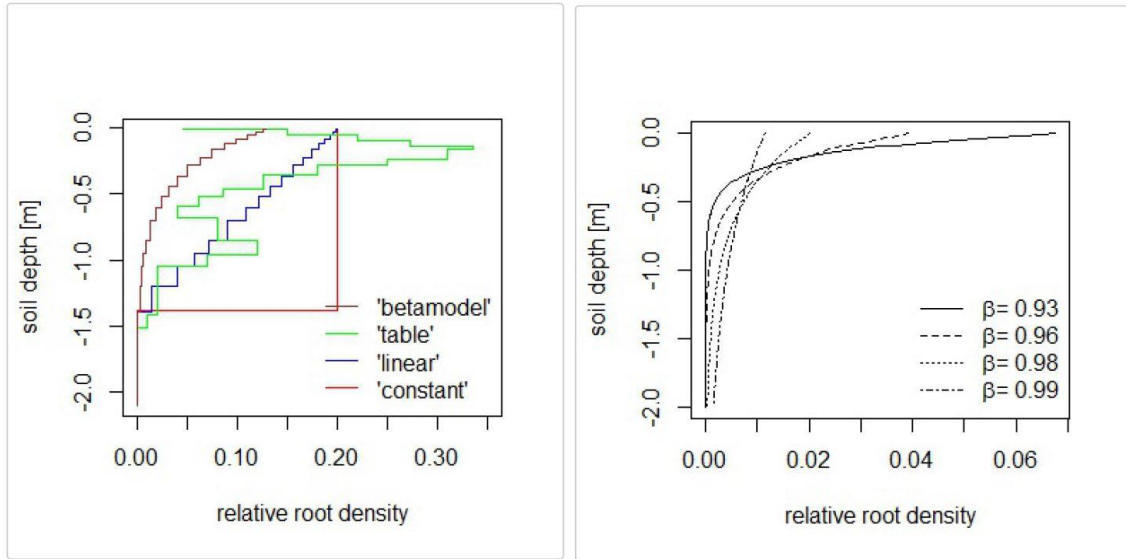 0.0
-0.5
-1.0
-1.5
-2.0
soil depth [m]
'betamodel'
'table'
'linear'
'constant'
0.00 0.10 0.20 0.30
relative root density
0.0
-0.5
-1.0
-1.5
-2.0
soil depth [m]
β= 0.93
β= 0.96
β= 0.98
β= 0.99
0.00 0.02 0.04 0.06
relative root density